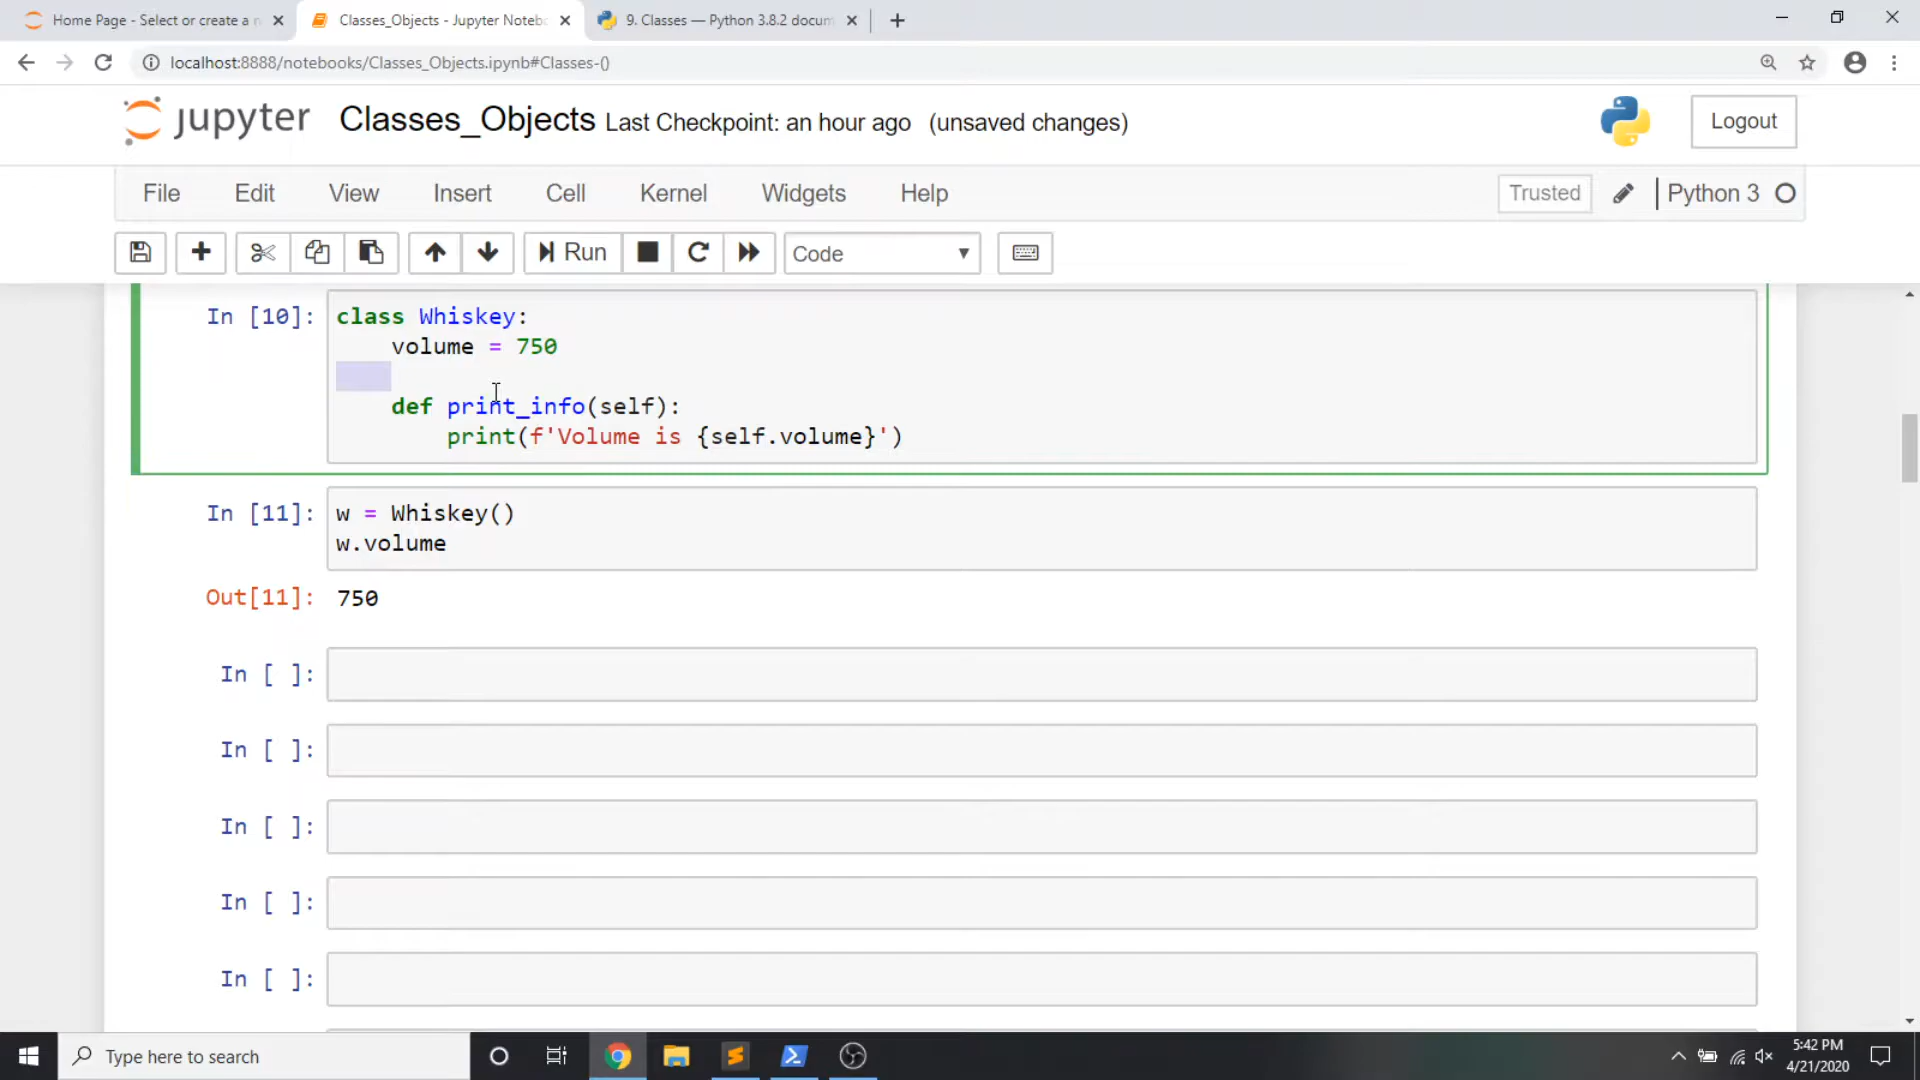 Home Page - Select or create a n
Classes_Objects - Jupyter Notebo
9. Classes — Python 3.8.2 docum
localhost:8888/notebooks/Classes_Objects.ipynb#Classes-()
jupyter Classes_Objects Last Checkpoint: an hour ago (unsaved changes)
Logout
File Edit View Insert Cell Kernel Widgets Help
Trusted
Python 3
Run
Code
In [10]: class Whiskey:
volume = 750
def print_info(self):
print(f'Volume is {self.volume}')
In [11]: w = Whiskey()
w.volume
Out[11]: 750
In [ ]:
In [ ]:
In [ ]:
In [ ]:
In [ ]:
Type here to search
5:42 PM
4/21/2020